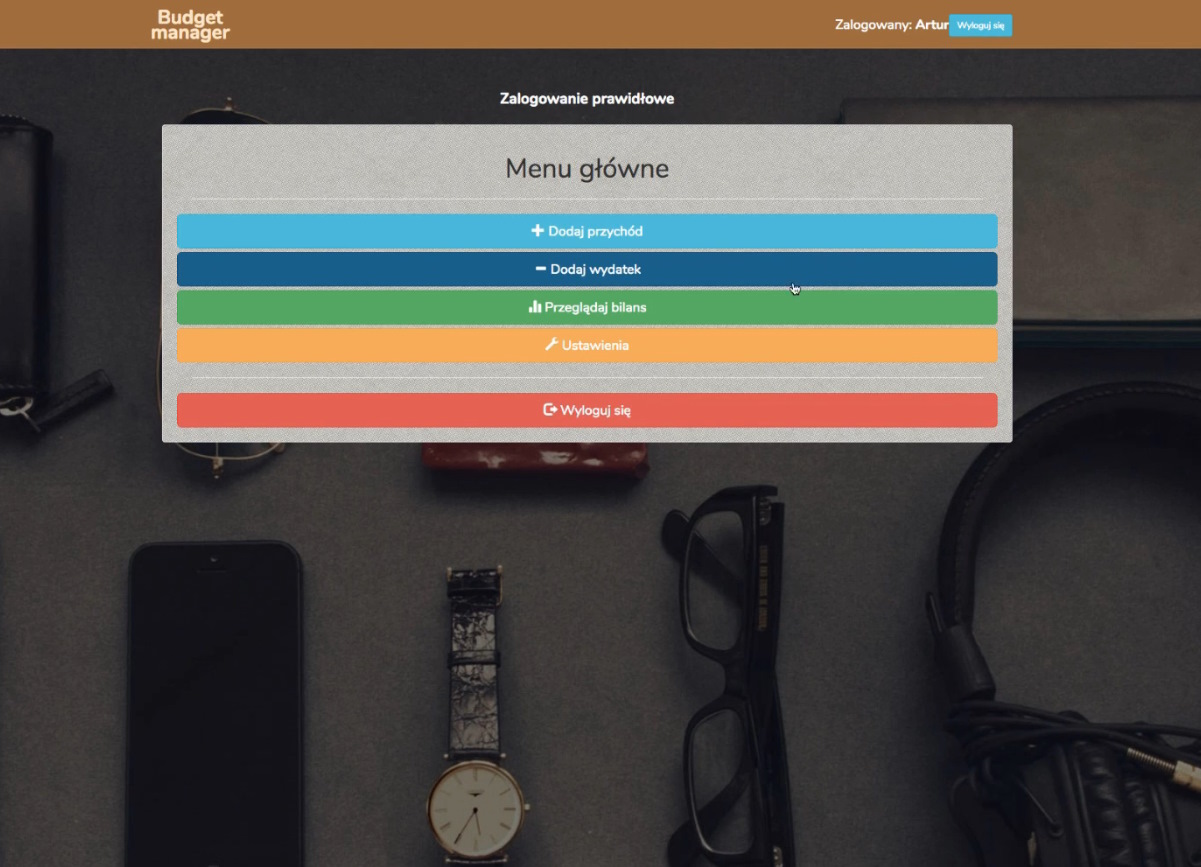 Budget
manager
Zalogowany: Artur Wyloguj się
Zalogowanie prawidłowe
Menu główne
Dodaj przychód
Dodaj wydatek
Przeglądaj bilans
Ustawienia
Wyloguj się